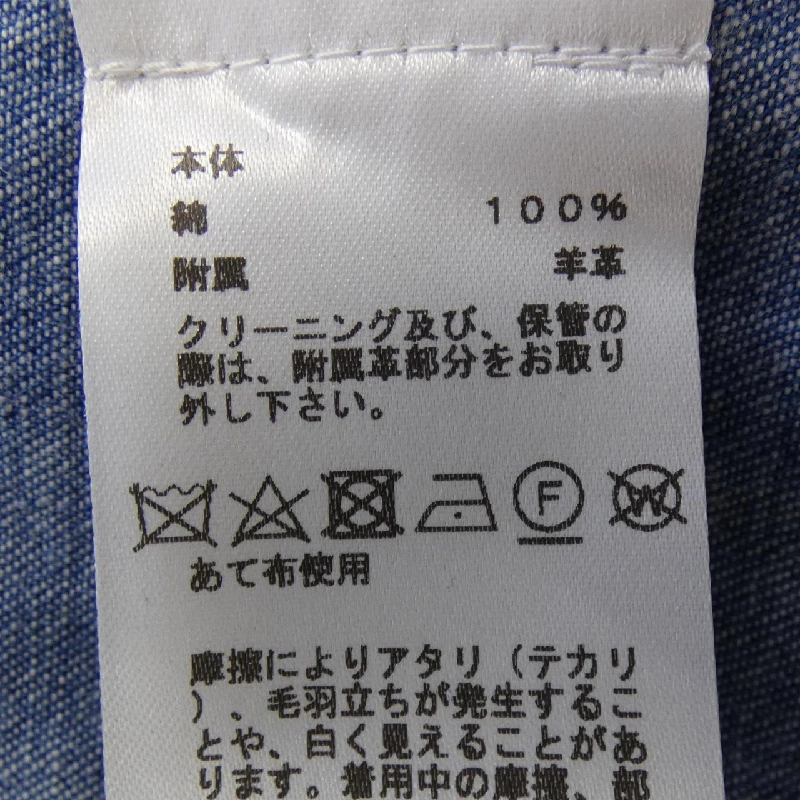 本体
綿 １００％
附属 羊革
クリーニング及び、保管の
際は、附属革部分をお取り
外し下さい。
F W
あて布使用
摩擦によりアタリ（テカリ
）、毛羽立ちが発生するこ
とや、白く見えることがあ
ります。着用中の摩擦、部